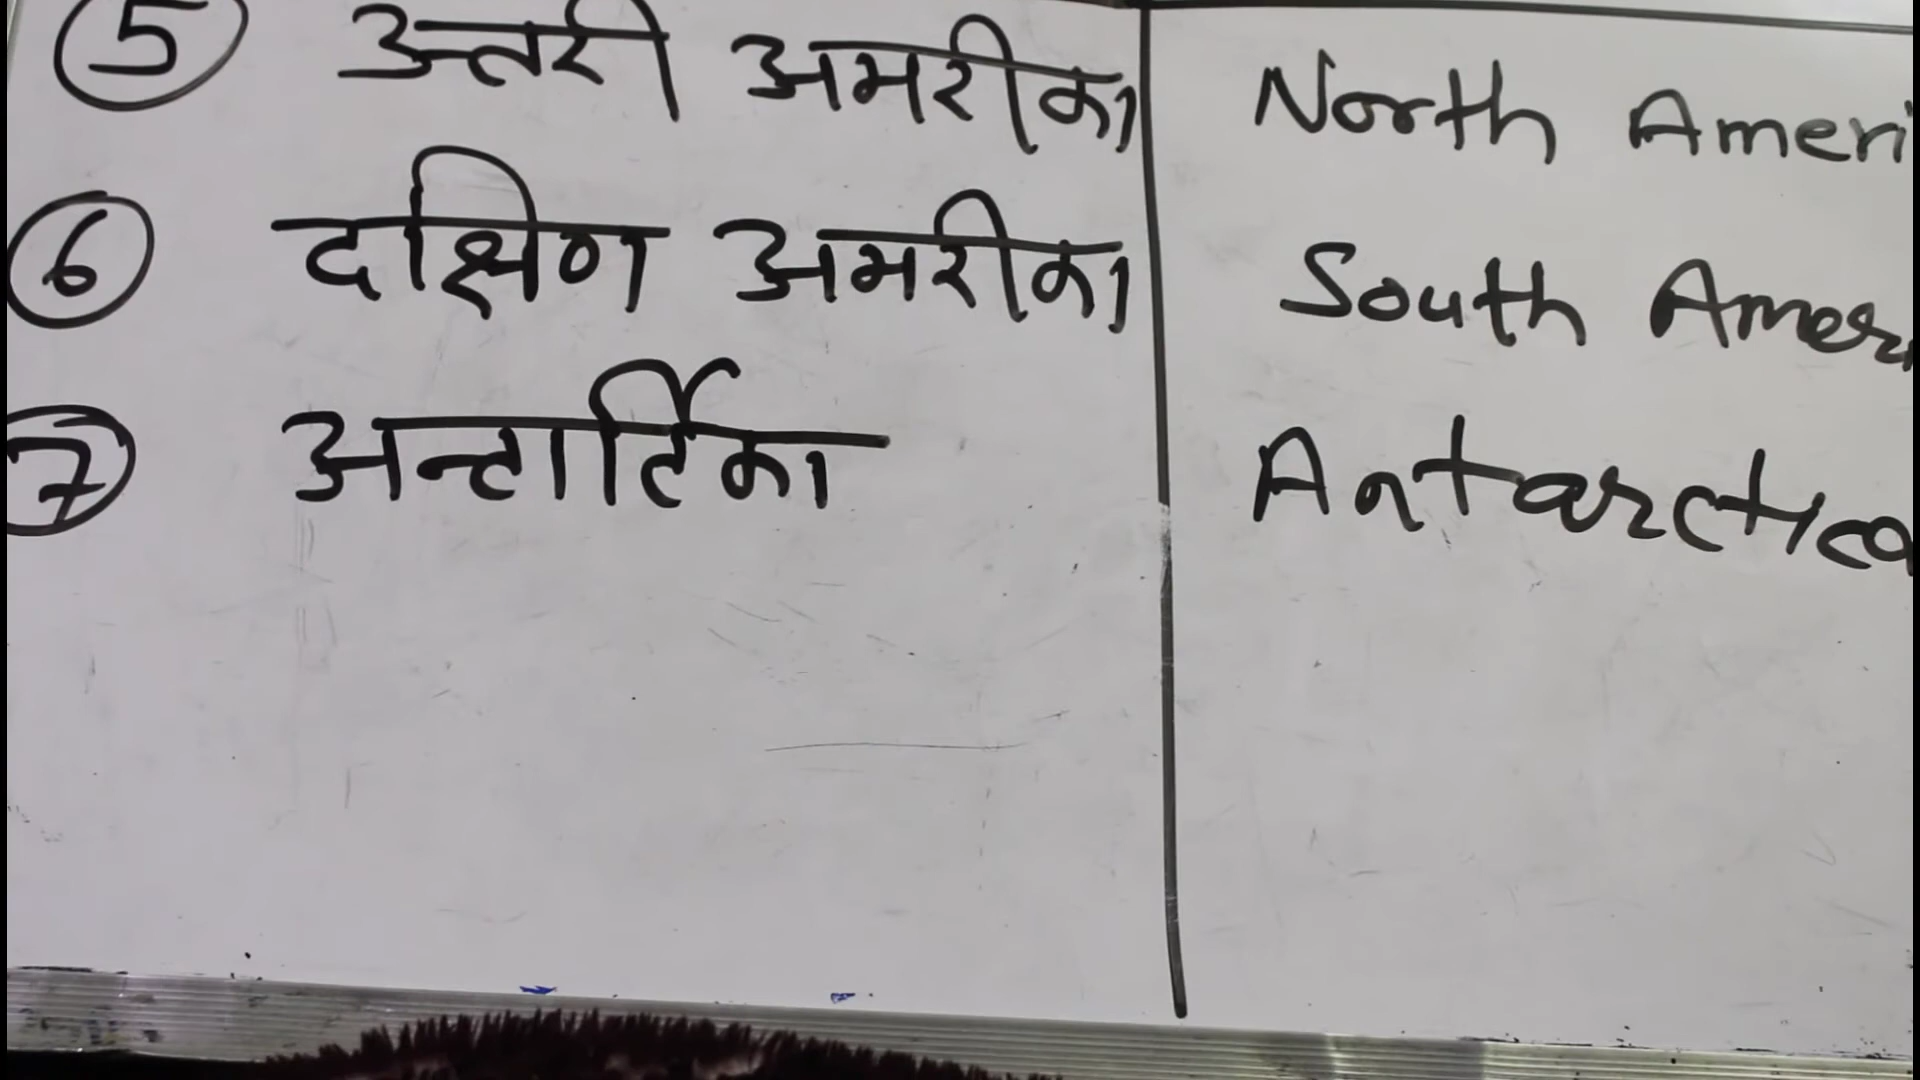 5 उत्तरी अमरीका North Ameri
6 दक्षिण अमरीका South Amer
7 अन्टार्टिका Antarctica